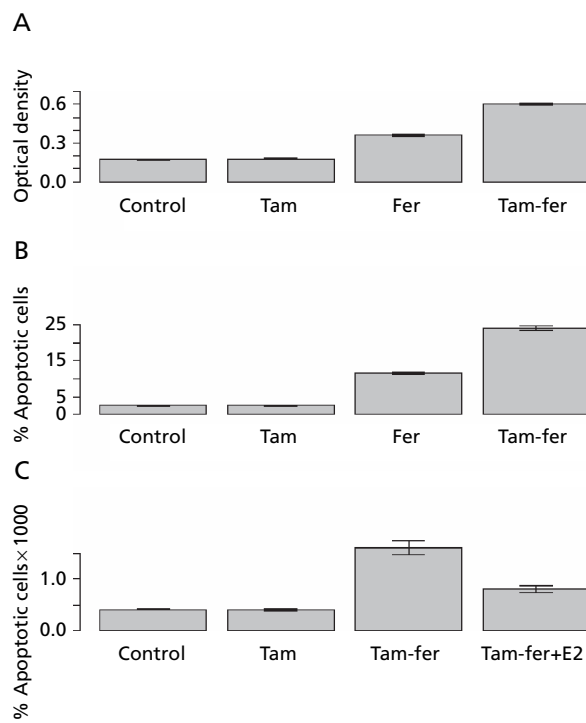 A
Optical density
0.6
0.3
0.0
Control Tam Fer Tam-fer
B
% Apoptotic cells
25
15
5
0
Control Tam Fer Tam-fer
C
% Apoptotic cells×1000
1.0
0.0
Control Tam Tam-fer Tam-fer+E2